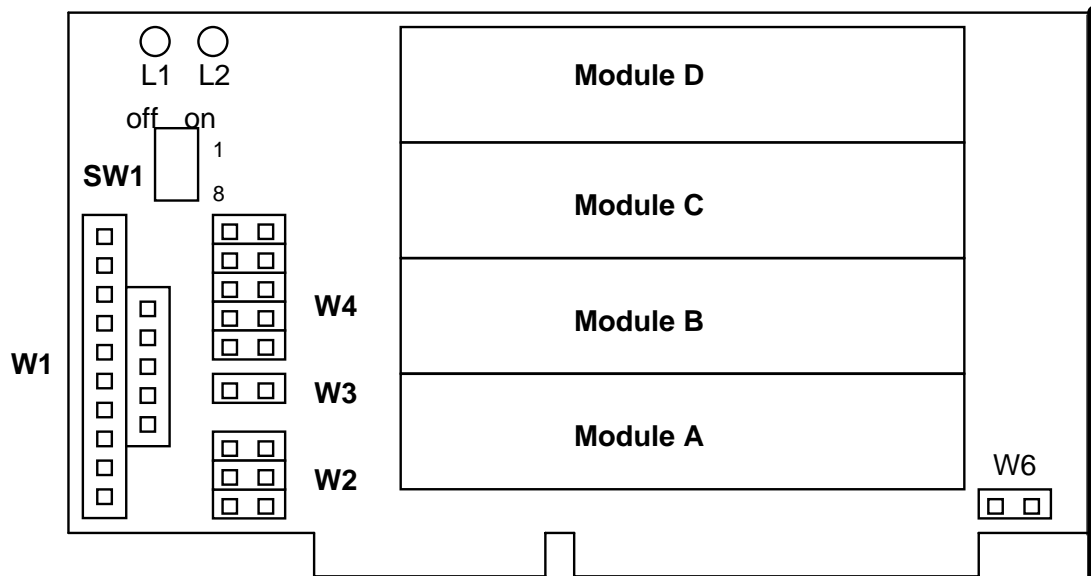 L1 L2
Module D
off on
1
SW1
8
Module C
W4
Module B
W1
W3
Module A
W6
W2